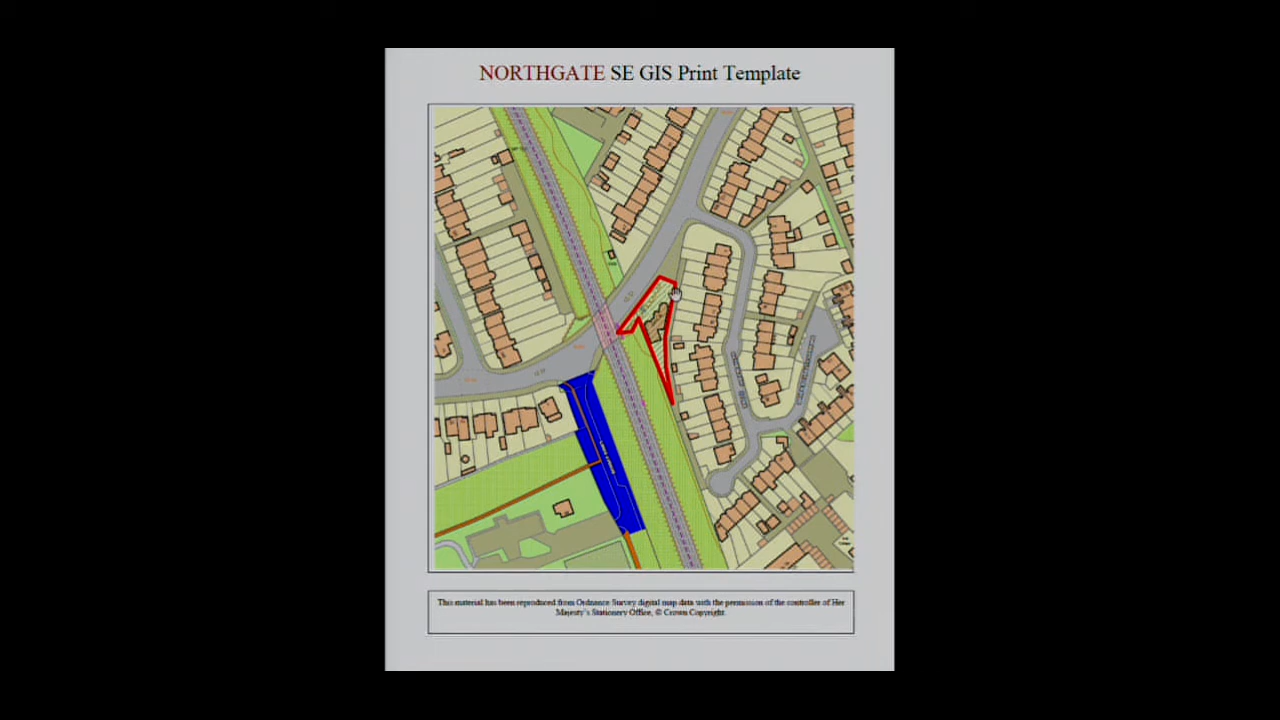 NORTHGATE SE GIS Print Template
This material has been reproduced from Ordnance Survey digital map data with the permission of the controller of Her
Majesty's Stationery Office, © Crown Copyright.